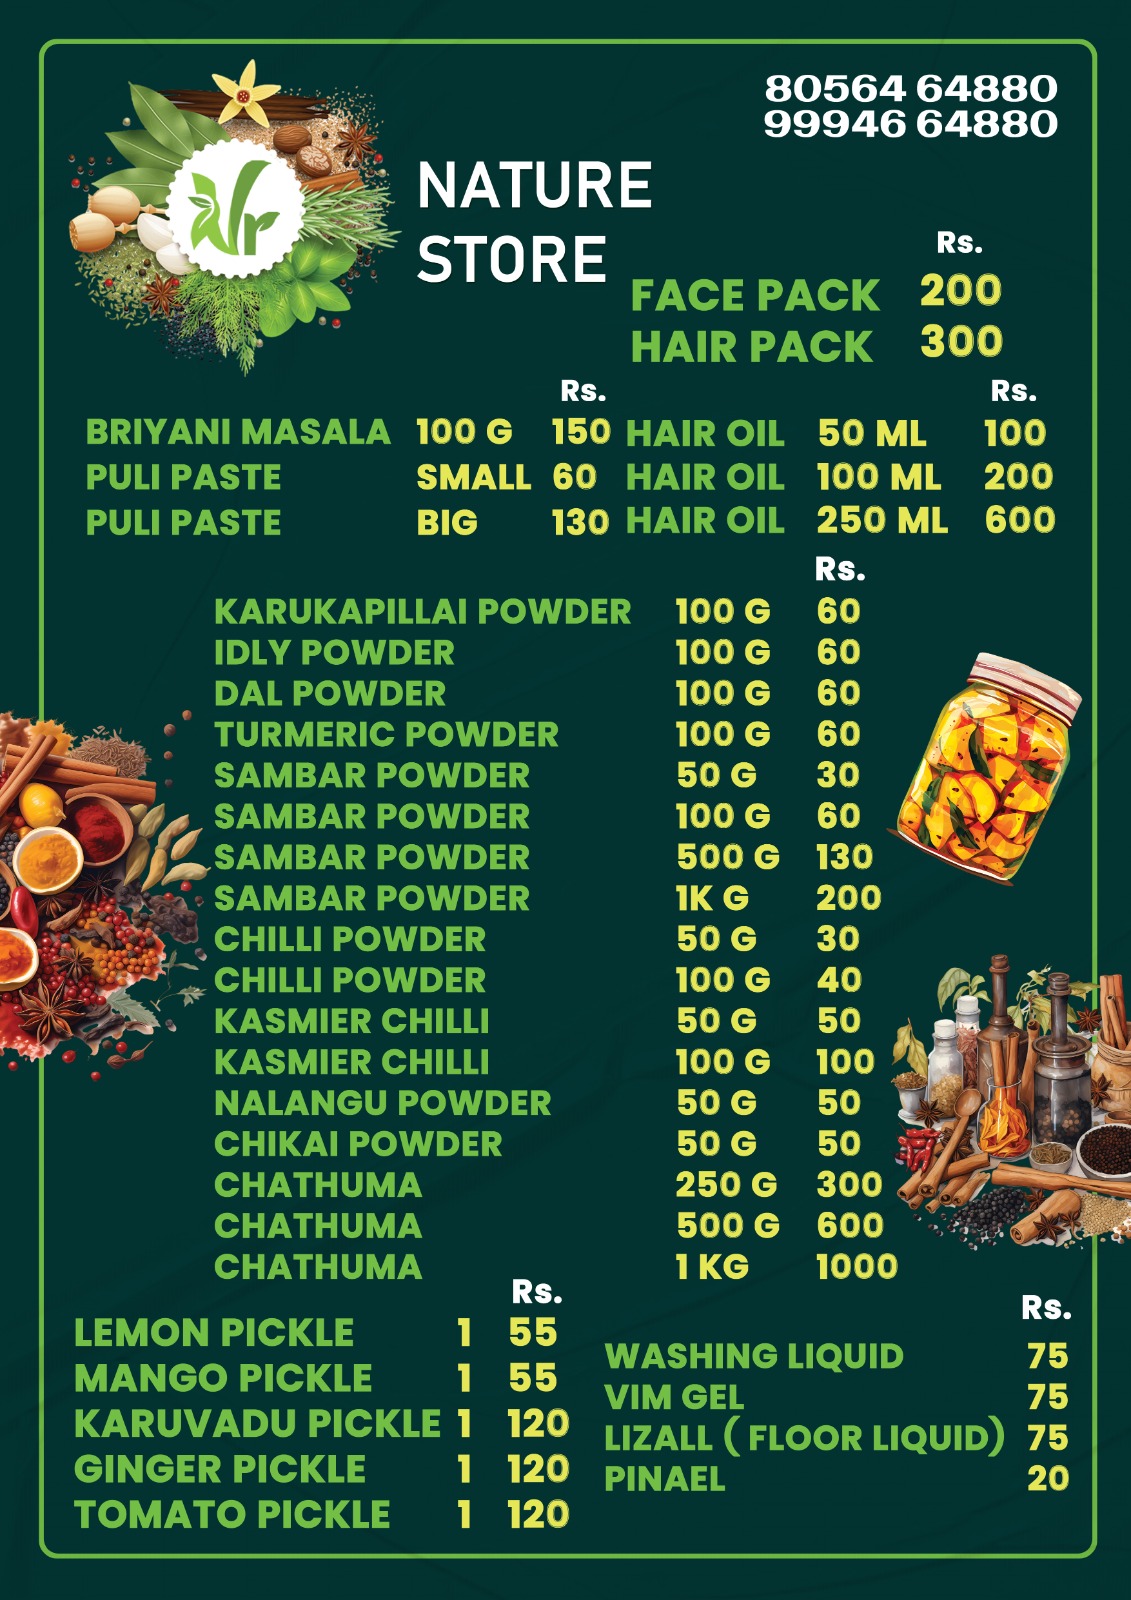 80564 64880
99946 64880
Vr
NATURE
STORE
Rs.
FACE PACK 200
HAIR PACK 300
Rs.
BRIYANI MASALA 100 G 150
PULI PASTE SMALL 60
PULI PASTE BIG 130
Rs.
HAIR OIL 50 ML 100
HAIR OIL 100 ML 200
HAIR OIL 250 ML 600
Rs.
KARUKAPILLAI POWDER 100 G 60
IDLY POWDER 100 G 60
DAL POWDER 100 G 60
TURMERIC POWDER 100 G 60
SAMBAR POWDER 50 G 30
SAMBAR POWDER 100 G 60
SAMBAR POWDER 500 G 130
SAMBAR POWDER 1K G 200
CHILLI POWDER 50 G 30
CHILLI POWDER 100 G 40
KASMIER CHILLI 50 G 50
KASMIER CHILLI 100 G 100
NALANGU POWDER 50 G 50
CHIKAI POWDER 50 G 50
CHATHUMA 250 G 300
CHATHUMA 500 G 600
CHATHUMA 1 KG 1000
Rs.
LEMON PICKLE 1 55
MANGO PICKLE 1 55
KARUVADU PICKLE 1 120
GINGER PICKLE 1 120
TOMATO PICKLE 1 120
Rs.
WASHING LIQUID 75
VIM GEL 75
LIZALL ( FLOOR LIQUID) 75
PINAEL 20